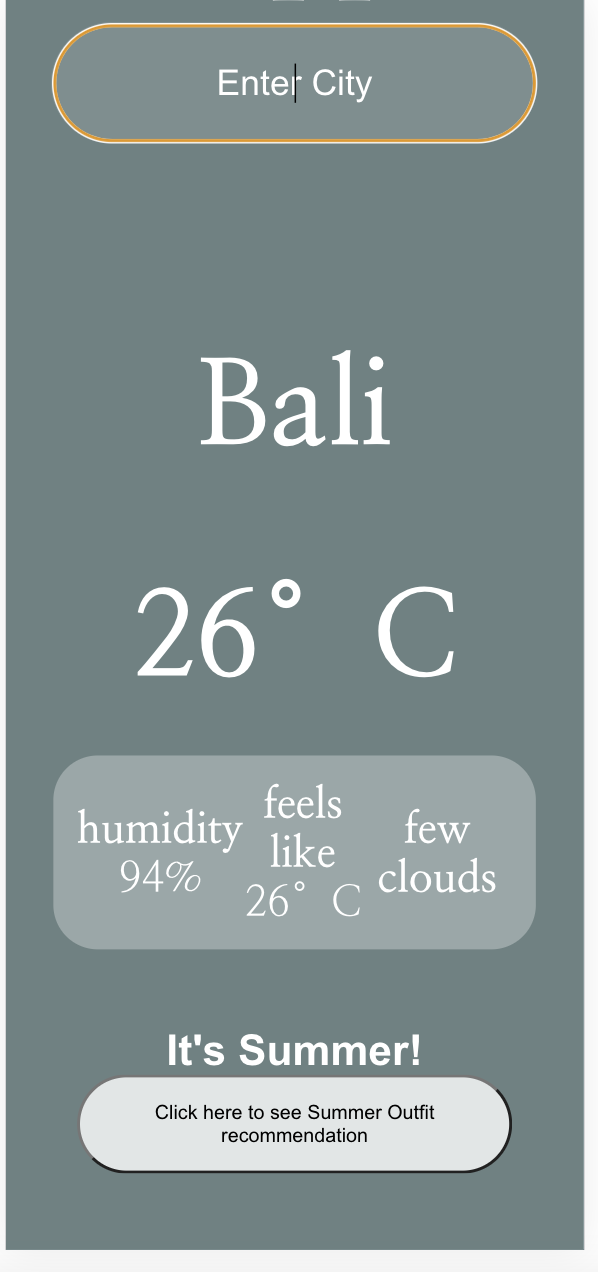 Enter City
Bali
26° C
humidity
94%
feels
like
26° C
few
clouds
It's Summer!
Click here to see Summer Outfit
recommendation